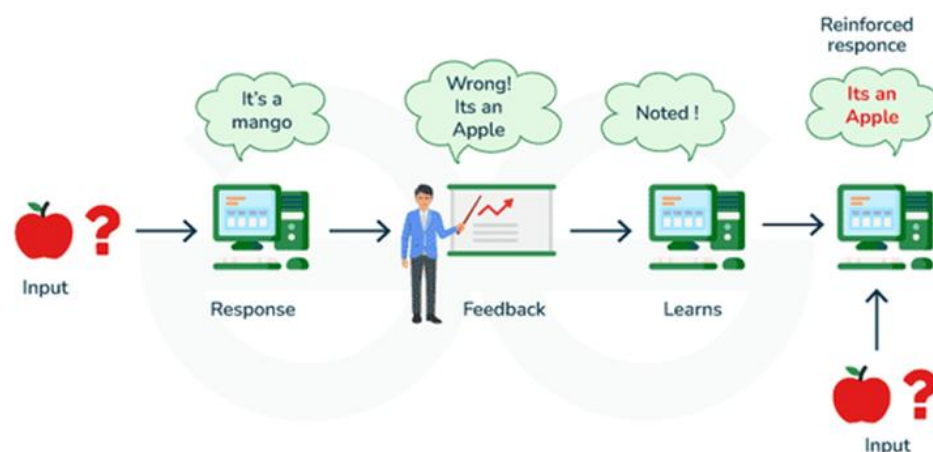 Reinforced
responce
It's a
mango
Wrong!
Its an
Apple
Noted !
Its an
Apple
Input
Response
Feedback
Learns
Input